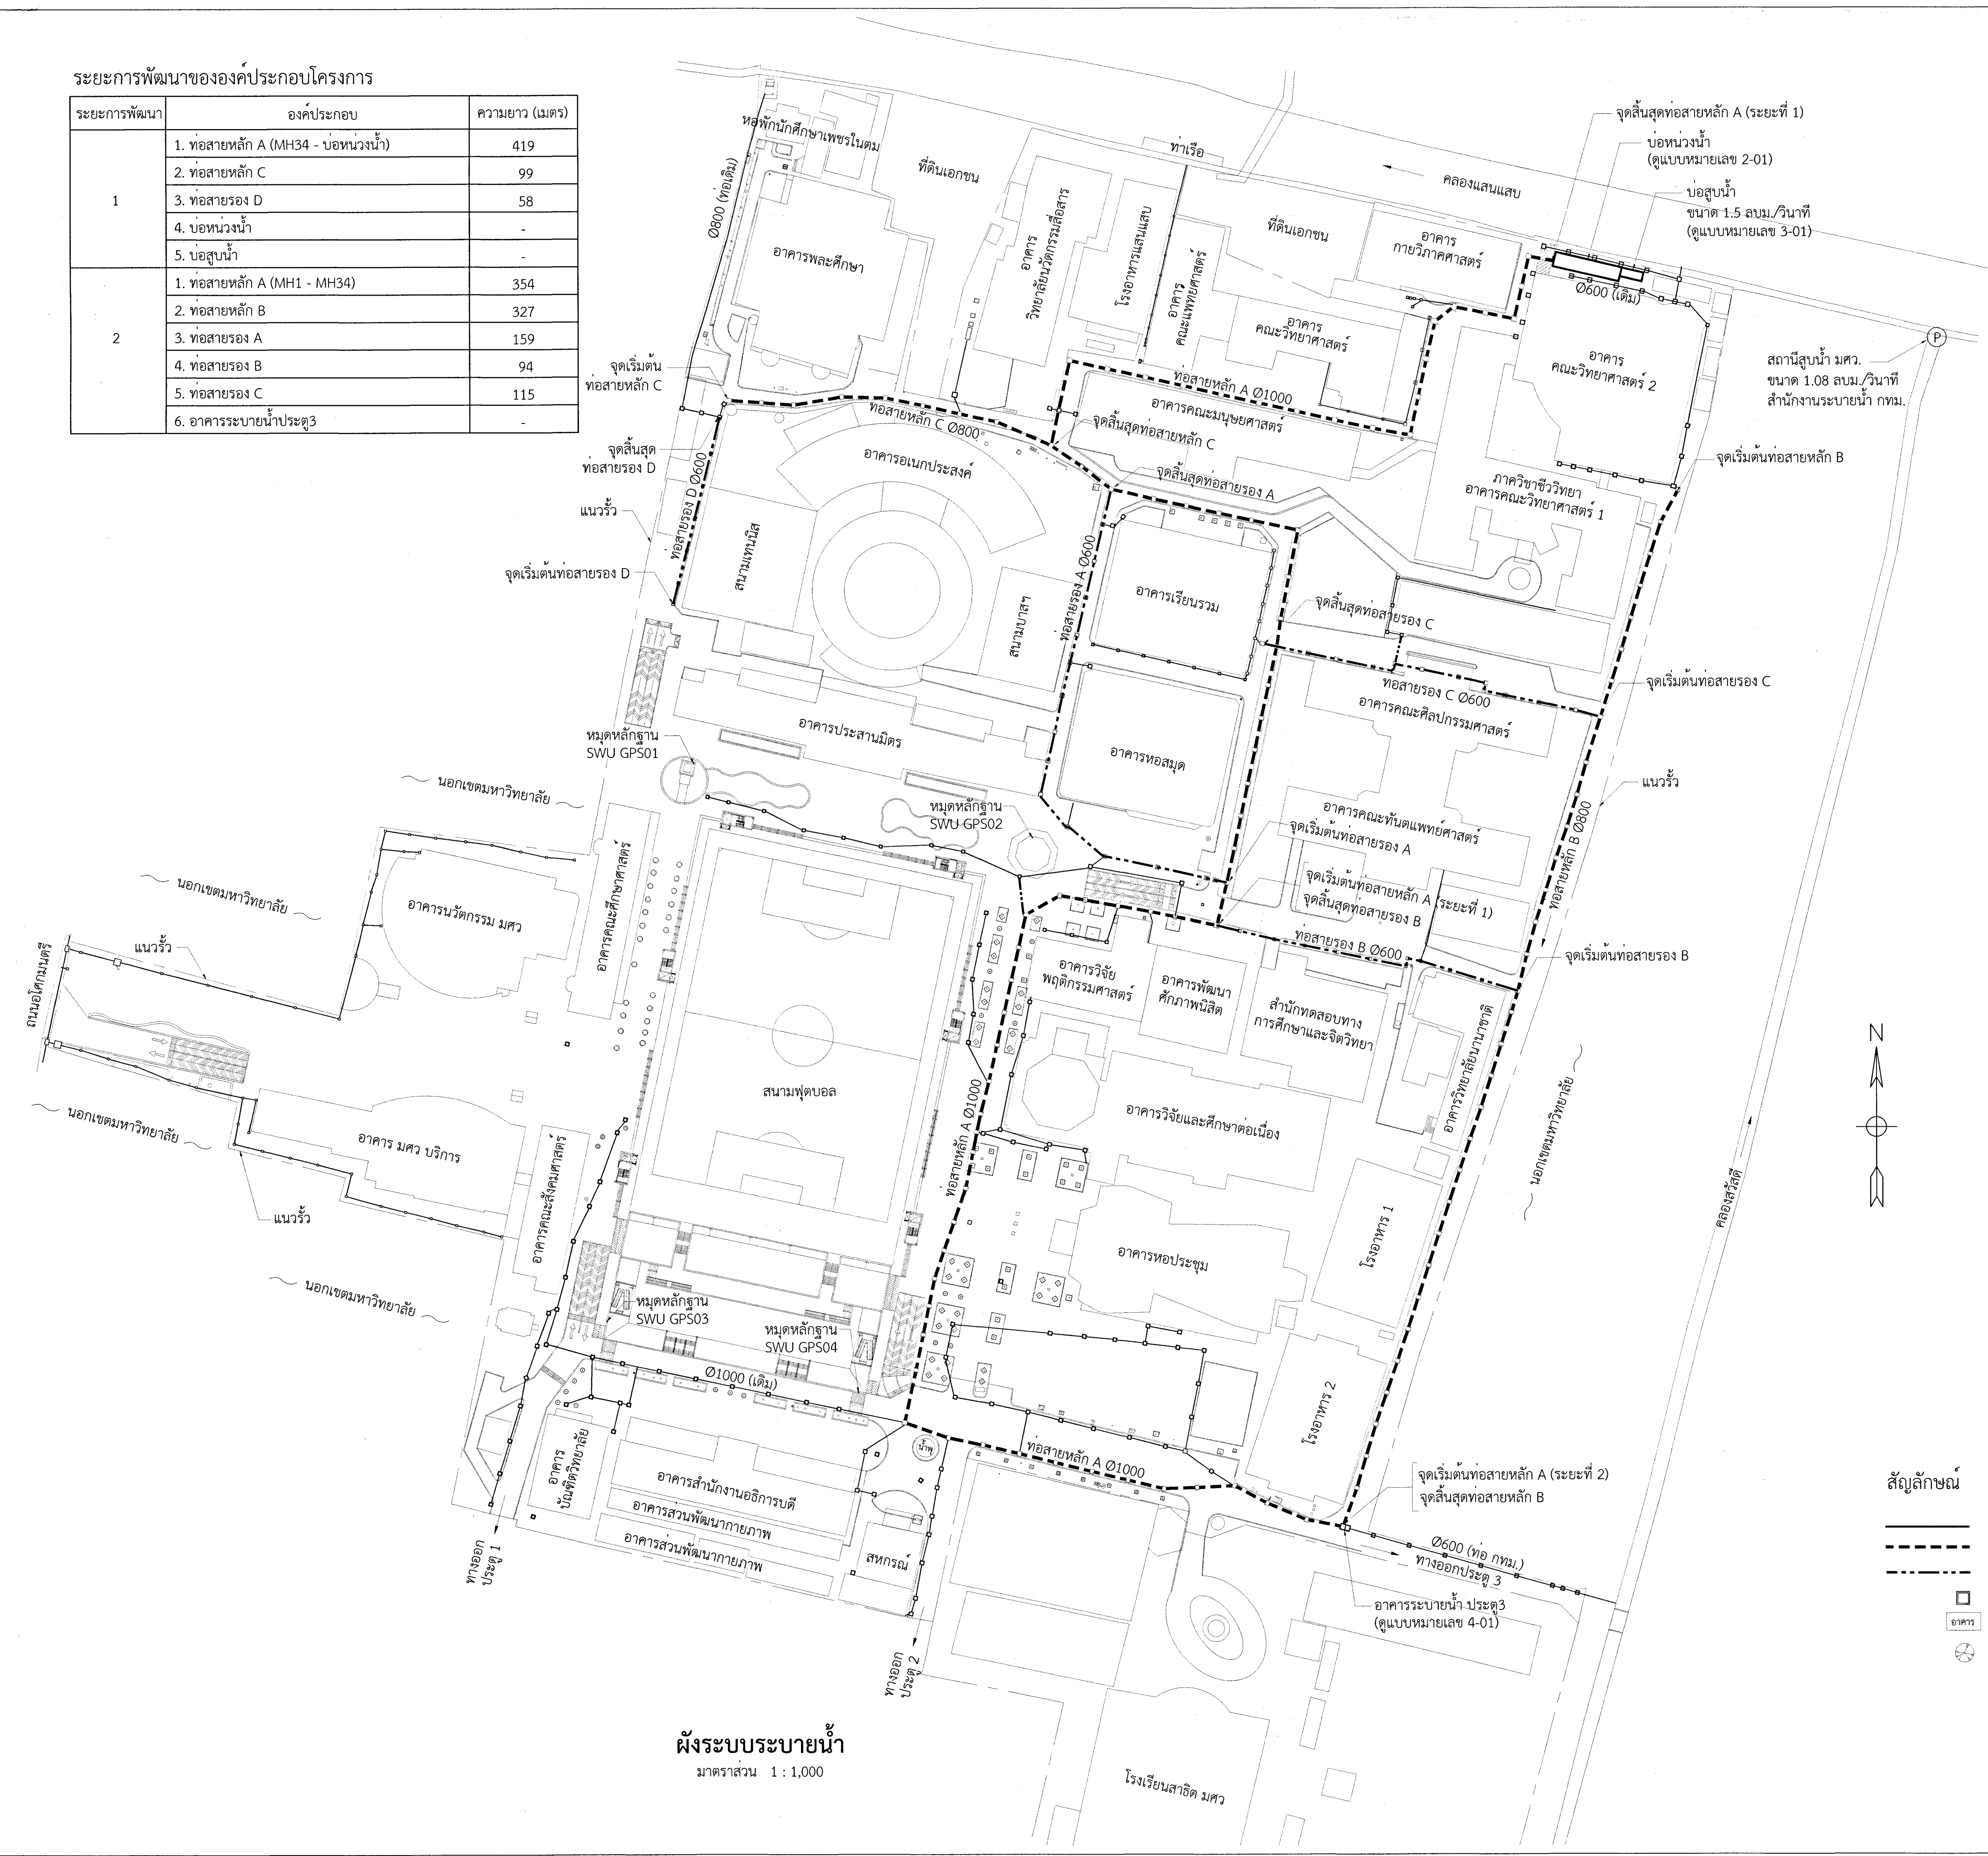 ระยะการพัฒนาขององค์ประกอบโครงการ
ระยะการพัฒนา องค์ประกอบ ความยาว (เมตร)
1
1. ท่อสายหลัก A (MH34 - บ่อหน่วงน้ำ) 419
2. ท่อสายหลัก C 99
3. ท่อสายรอง D 58
4. บ่อหน่วงน้ำ -
5. บ่อสูบน้ำ -
2
1. ท่อสายหลัก A (MH1 - MH34) 354
2. ท่อสายหลัก B 327
3. ท่อสายรอง A 159
4. ท่อสายรอง B 94
5. ท่อสายรอง C 115
6. อาคารระบายน้ำประตู3 -
หอพักนักศึกษาเพชรในตม
Ø800 (ท่อเดิม)
ที่ดินเอกชน
ท่าเรือ
คลองแสนแสบ
จุดสิ้นสุดท่อสายหลัก A (ระยะที่ 1)
บ่อหน่วงน้ำ
(ดูแบบหมายเลข 2-01)
บ่อสูบน้ำ
ขนาด 1.5 ลบม./วินาที
(ดูแบบหมายเลข 3-01)
อาคารพละศึกษา
อาคาร
วิทยาลัยนวัตกรรมสื่อสาร
โรงอาหารแสนแสบ
อาคาร
คณะแพทยศาสตร์
ที่ดินเอกชน
อาคาร
กายวิภาคศาสตร์
อาคาร
คณะวิทยาศาสตร์
Ø600 (เดิม)
อาคาร
คณะวิทยาศาสตร์ 2
P
สถานีสูบน้ำ มศว.
ขนาด 1.08 ลบม./วินาที
สำนักงานระบายน้ำ กทม.
จุดเริ่มต้น
ท่อสายหลัก C
ท่อสายหลัก C Ø800
ท่อสายหลัก A Ø1000
อาคารคณะมนุษยศาสตร์
จุดสิ้นสุดท่อสายหลัก C
จุดสิ้นสุด
ท่อสายรอง D
อาคารอเนกประสงค์
จุดสิ้นสุดท่อสายรอง A
จุดเริ่มต้นท่อสายหลัก B
ภาควิชาชีววิทยา
อาคารคณะวิทยาศาสตร์ 1
แนวรั้ว
ท่อสายรอง D Ø600
สนามเทนนิส
จุดเริ่มต้นท่อสายรอง D
สนามบาสฯ
ท่อสายรอง A Ø600
อาคารเรียนรวม
จุดสิ้นสุดท่อสายรอง C
จุดเริ่มต้นท่อสายรอง C
ท่อสายรอง C Ø600
อาคารคณะศิลปกรรมศาสตร์
อาคารประสานมิตร
หมุดหลักฐาน
SWU GPS01
อาคารหอสมุด
นอกเขตมหาวิทยาลัย
หมุดหลักฐาน
SWU GPS02
อาคารคณะทันตแพทย์ศาสตร์
จุดเริ่มต้นท่อสายรอง A
แนวรั้ว
ท่อสายหลัก B Ø800
จุดเริ่มต้นท่อสายหลัก A (ระยะที่ 1)
จุดสิ้นสุดท่อสายรอง B
ท่อสายรอง B Ø600
จุดเริ่มต้นท่อสายรอง B
นอกเขตมหาวิทยาลัย
อาคารนวัตกรรม มศว
อาคารคณะศึกษาศาสตร์
แนวรั้ว
ถนนอโศกมนตรี
อาคารวิจัย
พฤติกรรมศาสตร์
อาคารพัฒนา
ศักภาพนิสิต
สำนักทดสอบทาง
การศึกษาและจิตวิทยา
อาคารวิทยาลัยนานาชาติ
สนามฟุตบอล
ท่อสายหลัก A Ø1000
อาคารวิจัยและศึกษาต่อเนื่อง
นอกเขตมหาวิทยาลัย
N
นอกเขตมหาวิทยาลัย
อาคาร มศว บริการ
อาคารคณะสังคมศาสตร์
แนวรั้ว
คลองสวัสดี
โรงอาหาร 1
อาคารหอประชุม
นอกเขตมหาวิทยาลัย
หมุดหลักฐาน
SWU GPS03
หมุดหลักฐาน
SWU GPS04
Ø1000 (เดิม)
โรงอาหาร 2
อาคาร
บัณฑิตวิทยาลัย
น้ำพุ
ท่อสายหลัก A Ø1000
อาคารสำนักงานอธิการบดี
อาคารส่วนพัฒนากายภาพ
อาคารส่วนพัฒนากายภาพ
สหกรณ์
จุดเริ่มต้นท่อสายหลัก A (ระยะที่ 2)
จุดสิ้นสุดท่อสายหลัก B
Ø600 (ท่อ กทม.)
ทางออกประตู 3
อาคารระบายน้ำ ประตู3
(ดูแบบหมายเลข 4-01)
ทางออก
ประตู 1
ทางออก
ประตู 2
สัญลักษณ์
อาคาร
โรงเรียนสาธิต มศว
ผังระบบระบายน้ำ
มาตราส่วน 1 : 1,000